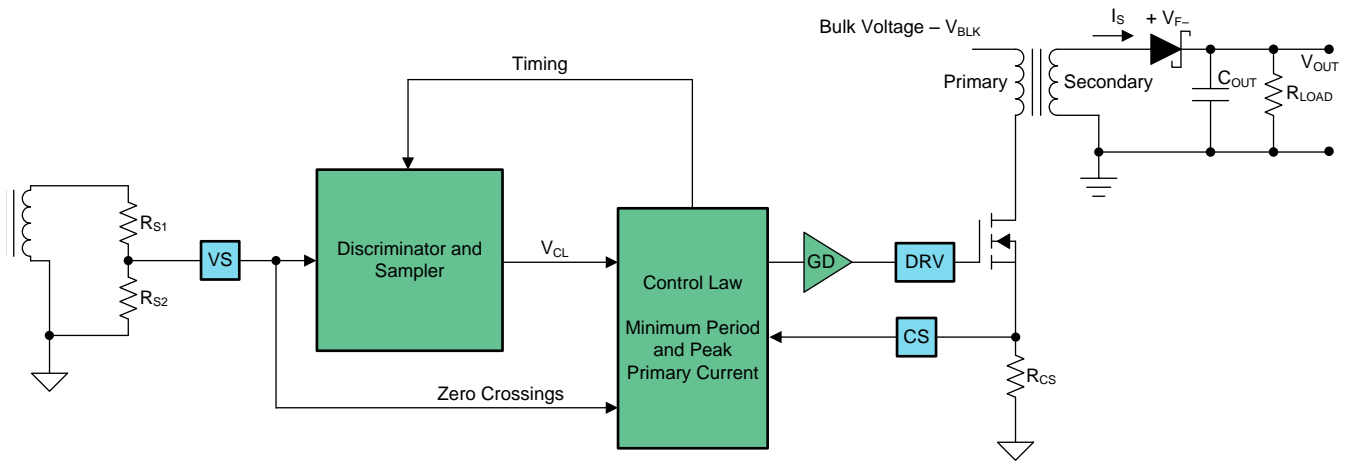 Bulk Voltage – VBLK
IS
+ VF–
VOUT
COUT
RLOAD
Primary
Secondary
Timing
RS1
RS2
VS
Discriminator and
Sampler
VCL
Control Law
Minimum Period
and Peak
Primary Current
GD
DRV
CS
RCS
Zero Crossings